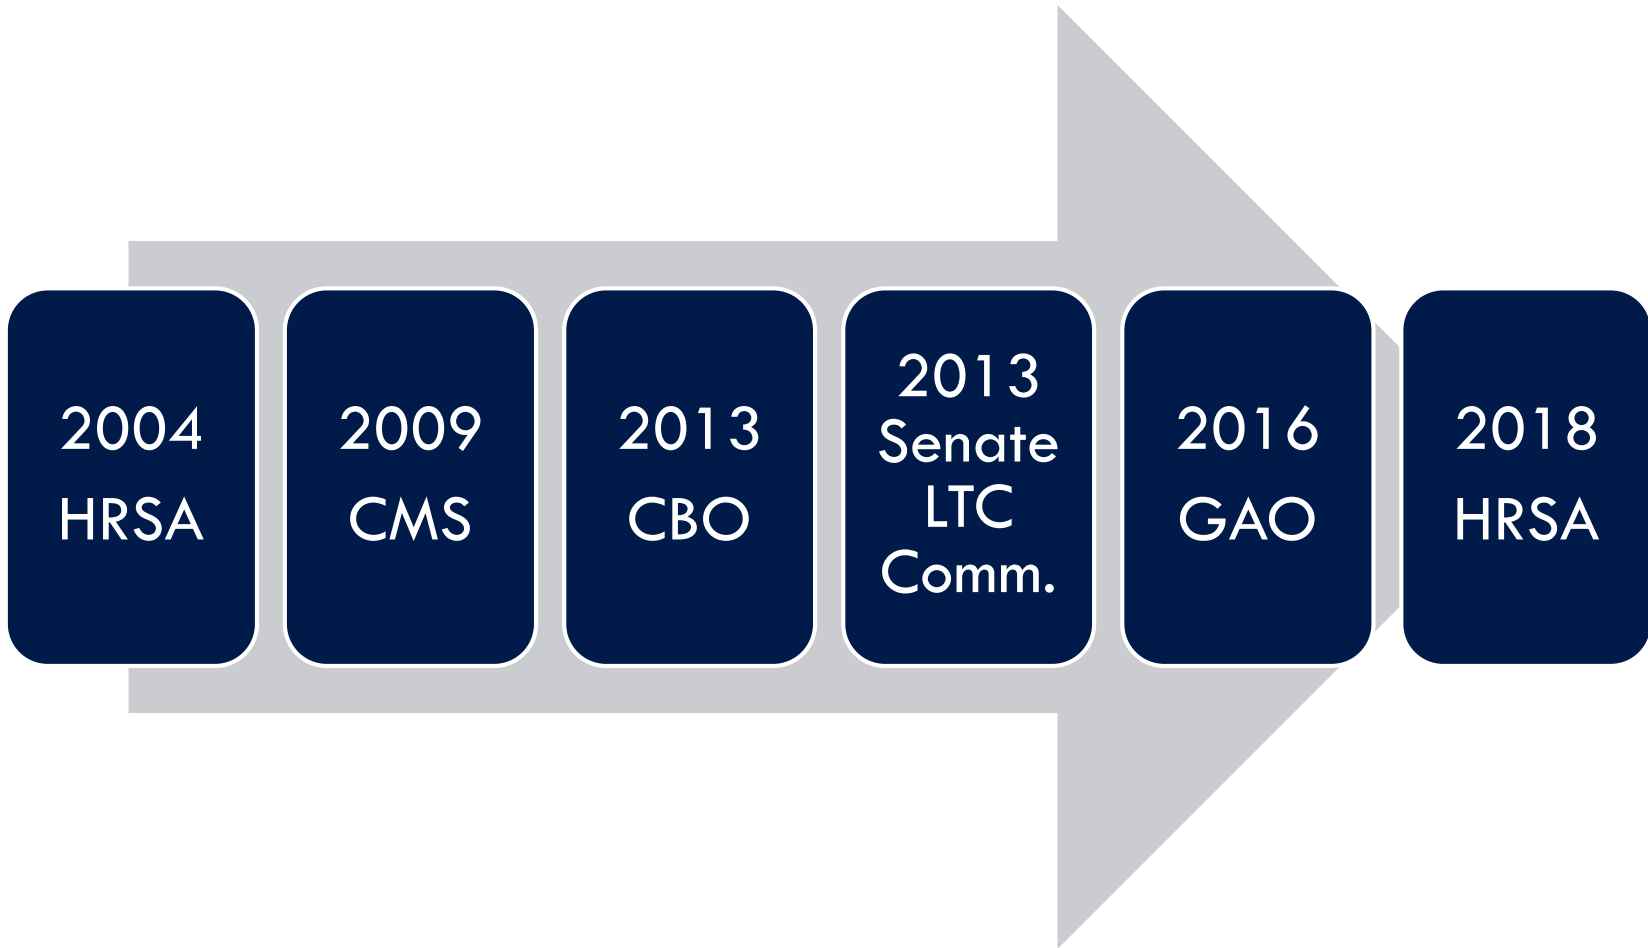 2004
HRSA
2009
CMS
2013
CBO
2013
Senate
LTC
Comm.
2016
GAO
2018
HRSA